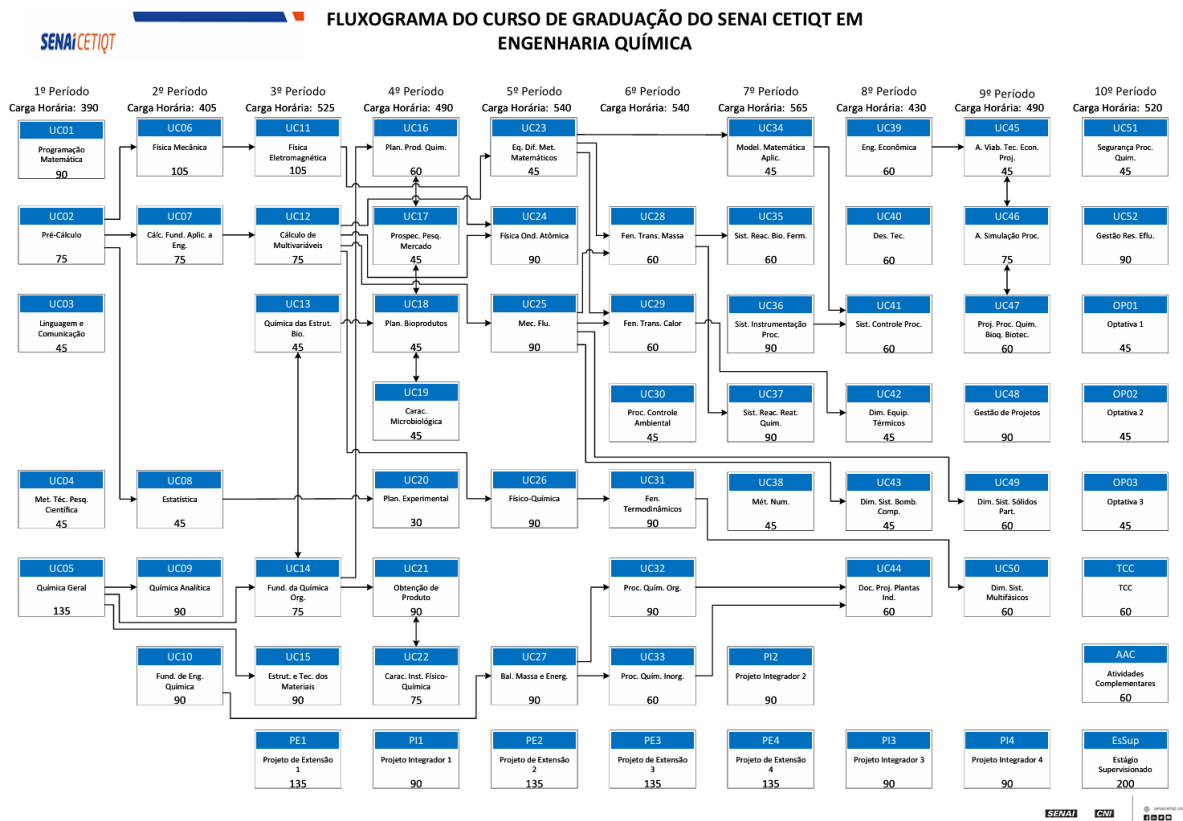 FLUXOGRAMA DO CURSO DE GRADUAÇÃO DO SENAI CETIQT EM
ENGENHARIA QUÍMICA
SENAI CETIQT
1º Período
Carga Horária: 390
UC01
Programação
Matemática
90
UC02
Pré-Cálculo
75
UC03
Linguagem e
Comunicação
45
UC04
Met. Téc. Pesq.
Científica
45
UC05
Química Geral
135
2º Período
Carga Horária: 405
UC06
Física Mecânica
105
UC07
Cálc. Fund. Aplic. a
Eng.
75
UC08
Estatística
45
UC09
Química Analítica
90
UC10
Fund. de Eng.
Química
90
3º Período
Carga Horária: 525
UC11
Física
Eletromagnética
105
UC12
Cálculo de
Multivariáveis
75
UC13
Química das Estrut.
Bio.
45
UC14
Fund. da Química
Org.
75
UC15
Estrut. e Tec. dos
Materiais
90
PE1
Projeto de Extensão
1
135
4º Período
Carga Horária: 490
UC16
Plan. Prod. Quim.
60
UC17
Prospec. Pesq.
Mercado
45
UC18
Plan. Bioprodutos
45
UC19
Carac.
Microbiológica
45
UC20
Plan. Experimental
30
UC21
Obtenção de
Produto
90
UC22
Carac. Inst. Físico-
Química
75
PI1
Projeto Integrador 1
90
5º Período
Carga Horária: 540
UC23
Eq. Dif. Met.
Matemáticos
45
UC24
Física Ond. Atômica
90
UC25
Mec. Flu.
90
UC26
Físico-Química
90
UC27
Bal. Massa e Energ.
90
PE2
Projeto de Extensão
2
135
6º Período
Carga Horária: 540
UC28
Fen. Trans. Massa
60
UC29
Fen. Trans. Calor
60
UC30
Proc. Controle
Ambiental
45
UC31
Fen.
Termodinâmicos
90
UC32
Proc. Quím. Org.
90
UC33
Proc. Quím. Inorg.
60
PE3
Projeto de Extensão
3
135
7º Período
Carga Horária: 565
UC34
Model. Matemática
Aplic.
45
UC35
Sist. Reac. Bio. Ferm.
60
UC36
Sist. Instrumentação
Proc.
90
UC37
Sist. Reac. Reat.
Quim.
90
UC38
Mét. Num.
45
PI2
Projeto Integrador 2
90
PE4
Projeto de Extensão
4
135
8º Período
Carga Horária: 430
UC39
Eng. Econômica
60
UC40
Des. Tec.
60
UC41
Sist. Controle Proc.
60
UC42
Dim. Equip.
Térmicos
45
UC43
Dim. Sist. Bomb.
Comp.
45
UC44
Doc. Proj. Plantas
Ind.
60
PI3
Projeto Integrador 3
90
9º Período
Carga Horária: 490
UC45
A. Viab. Tec. Econ.
Proj.
45
UC46
A. Simulação Proc.
75
UC47
Proj. Proc. Quim.
Bioq. Biotec.
60
UC48
Gestão de Projetos
90
UC49
Dim. Sist. Sólidos
Part.
60
UC50
Dim. Sist.
Multifásicos
60
PI4
Projeto Integrador 4
90
10º Período
Carga Horária: 520
UC51
Segurança Proc.
Quim.
45
UC52
Gestão Res. Eflu.
90
OP01
Optativa 1
45
OP02
Optativa 2
45
OP03
Optativa 3
45
TCC
TCC
60
AAC
Atividades
Complementares
60
EsSup
Estágio
Supervisionado
200
SENAI
CNI